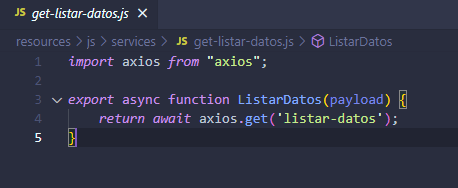 JS get-listar-datos.js ×
resources > js > services > JS get-listar-datos.js > ListarDatos
1 import axios from "axios";
2
3 export async function ListarDatos(payload) {
4 return await axios.get('listar-datos');
5 }